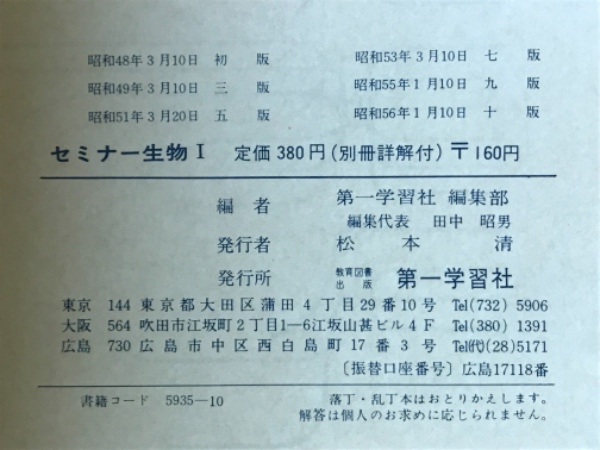 昭和48年3月10日 初 版 昭和53年3月10日 七 版
昭和49年3月10日 三 版 昭和55年1月10日 九 版
昭和51年3月20日 五 版 昭和56年1月10日 十 版
セミナー生物Ⅰ 定価380円(別冊詳解付)〒160円
編者 第一学習社 編集部
編集代表 田中 昭男
発行者 松本清
発行所 教育図書出版 第一学習社
東京 144 東京都大田区蒲田4丁目29番10号 Tel(732)5906
大阪 564 吹田市江坂町2丁目1―6江坂山甚ビル4F Tel(380)1391
広島 730 広島市中区西白島町17番3号 Tel(代)(28)5171
〔振替口座番号〕広島17118番
書籍コード 5935―10 落丁・乱丁本はおとりかえします。
解答は個人のお求めに応じられません。